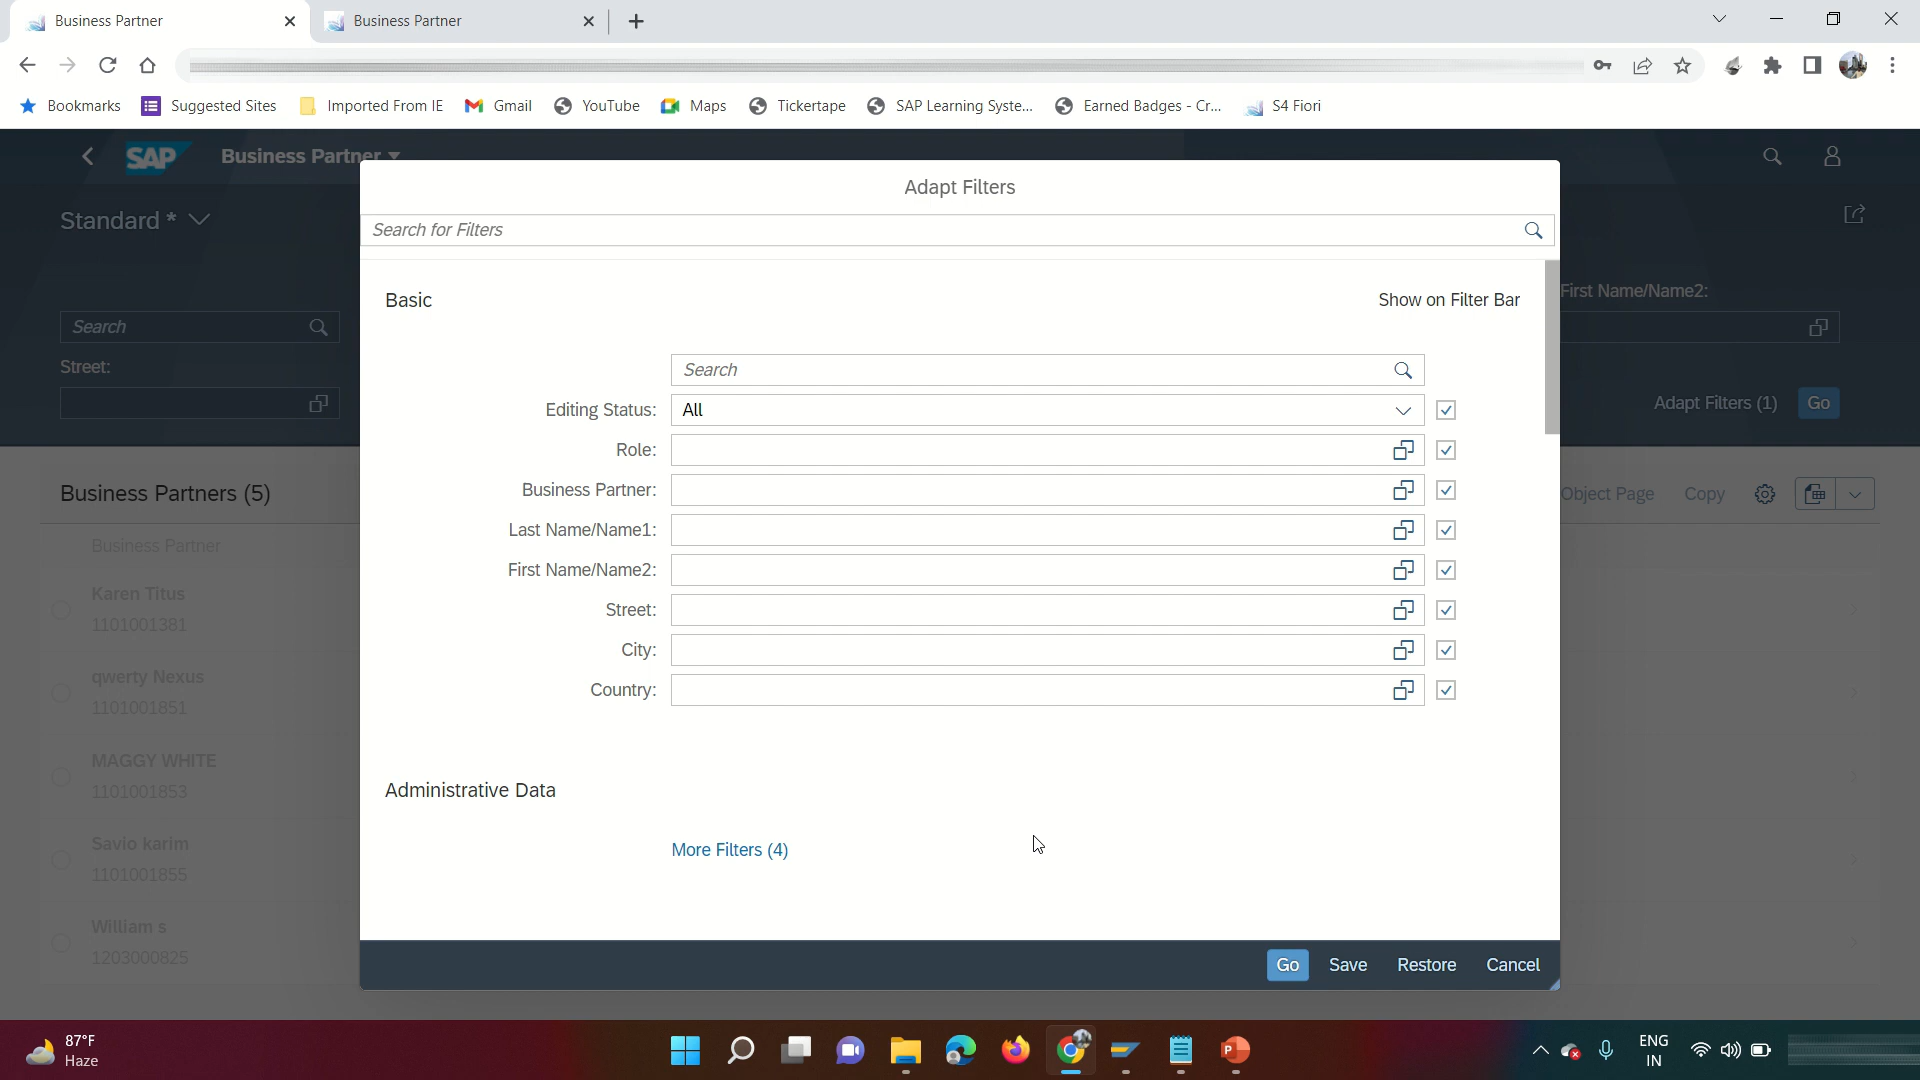 Business Partner
Business Partner
Bookmarks Suggested Sites Imported From IE Gmail YouTube Maps Tickertape SAP Learning Syste... Earned Badges - Cr... S4 Fiori
SAP Business Partner
Standard *
Adapt Filters
Search for Filters
Basic Show on Filter Bar
First Name/Name2:
Search
Street:
Search
Editing Status: All
Role:
Business Partner:
Last Name/Name1:
First Name/Name2:
Street:
City:
Country:
Adapt Filters (1) Go
Business Partners (5)
Object Page Copy
Business Partner
Karen Titus
1101001381
qwerty Nexus
1101001851
MAGGY WHITE
1101001853
Savio karim
1101001855
William s
1203000825
Administrative Data
More Filters (4)
Go Save Restore Cancel
87°F
Haze
ENG
IN